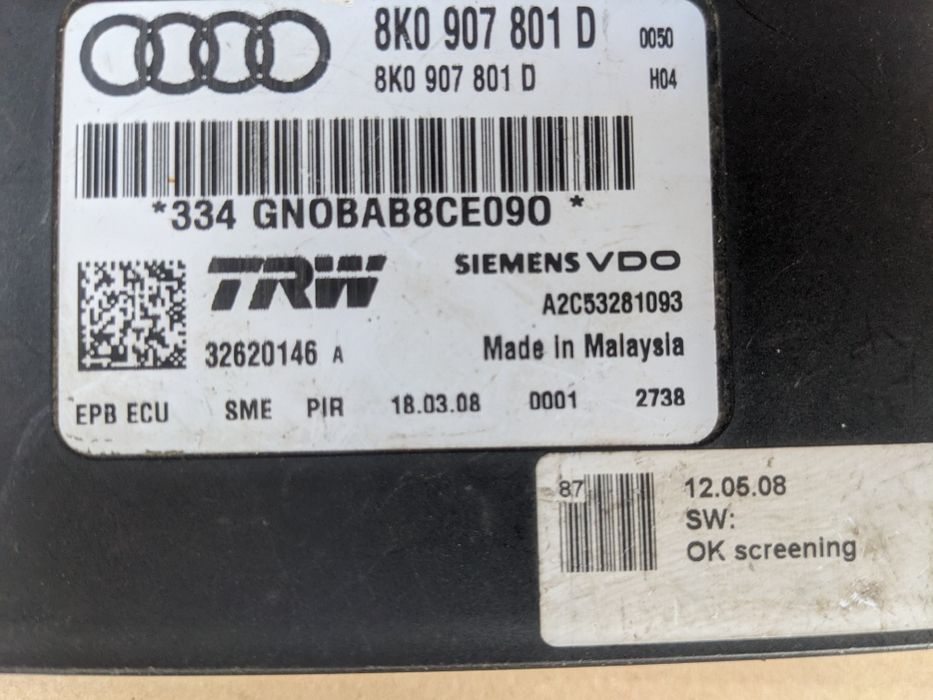 8K0 907 801 D 0050
8K0 907 801 D H04
*334 GN0BAB8CE090 *
TRW SIEMENS VDO
A2C53281093
32620146 A Made in Malaysia
EPB ECU SME PIR 18.03.08 0001 2738
87 12.05.08
SW:
OK screening